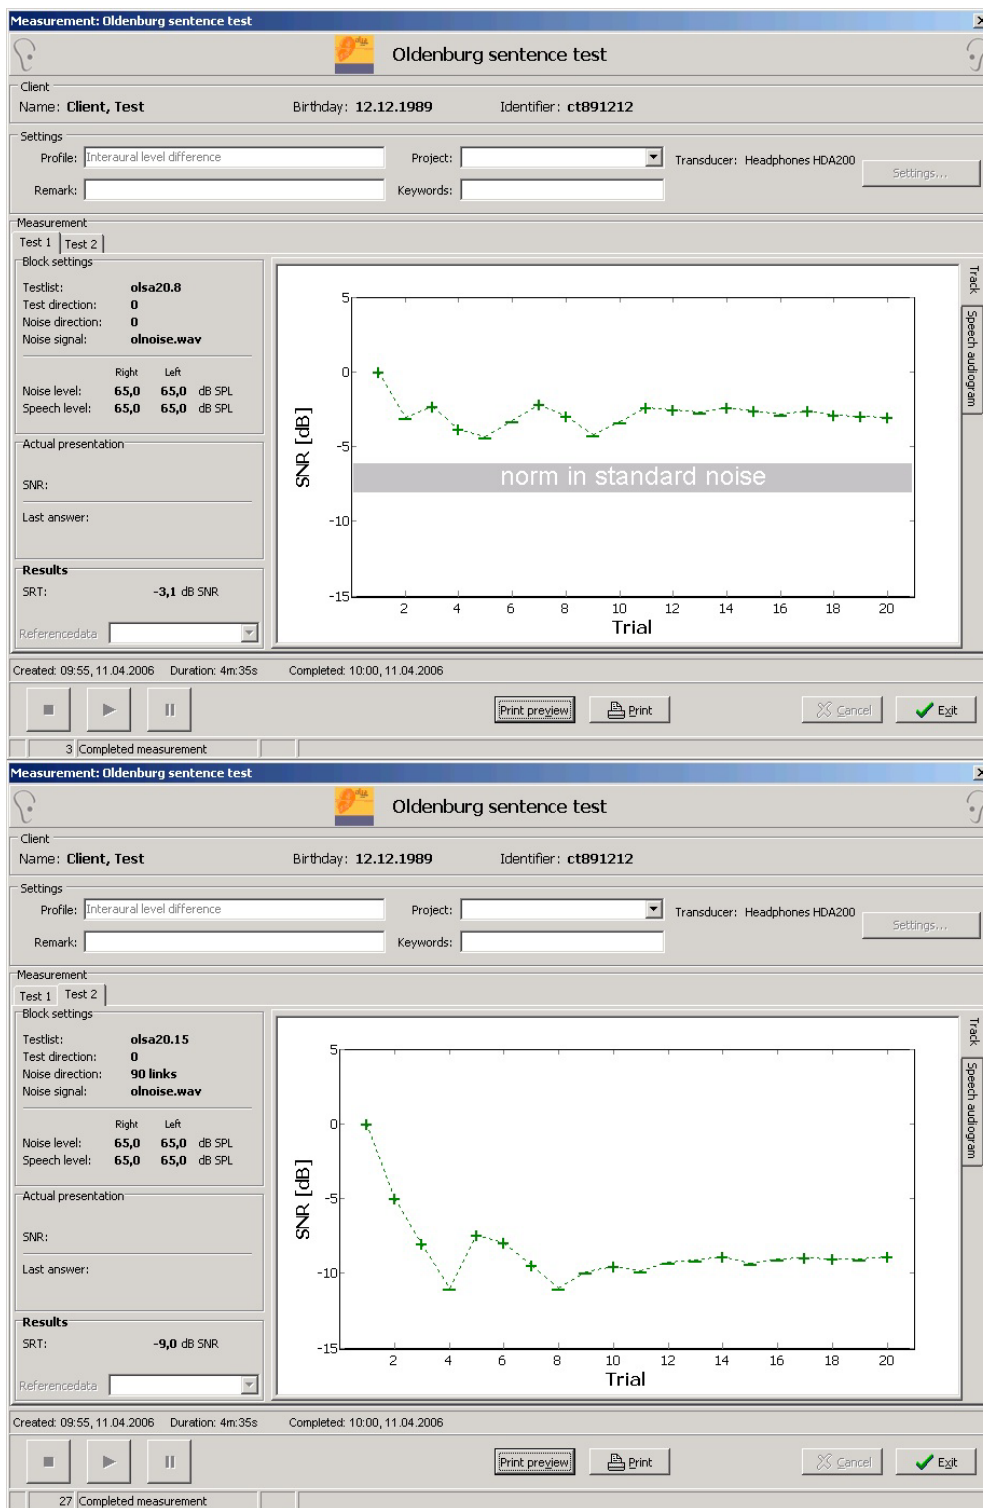 Measurement: Oldenburg sentence test
Oldenburg sentence test
Client
Name: Client, Test Birthday: 12.12.1989 Identifier: ct891212
Settings
Profile: Interaural level difference Project: Transducer: Headphones HDA200 Settings...
Remark: Keywords:
Measurement
Test 1 Test 2
Block settings
Testlist: olsa20.8
Test direction: 0
Noise direction: 0
Noise signal: olnoise.wav
Right Left
Noise level: 65,0 65,0 dB SPL
Speech level: 65,0 65,0 dB SPL
Actual presentation
SNR:
Last answer:
Results
SRT: -3,1 dB SNR
Referencedata
5
0
-5
-10
-15
SNR [dB]
norm in standard noise
2 4 6 8 10 12 14 16 18 20
Trial
Track
Speech audiogram
Created: 09:55, 11.04.2006 Duration: 4m:35s Completed: 10:00, 11.04.2006
Print preview Print Cancel Exit
3 Completed measurement
Measurement: Oldenburg sentence test
Oldenburg sentence test
Client
Name: Client, Test Birthday: 12.12.1989 Identifier: ct891212
Settings
Profile: Interaural level difference Project: Transducer: Headphones HDA200 Settings...
Remark: Keywords:
Measurement
Test 1 Test 2
Block settings
Testlist: olsa20.15
Test direction: 0
Noise direction: 90 links
Noise signal: olnoise.wav
Right Left
Noise level: 65,0 65,0 dB SPL
Speech level: 65,0 65,0 dB SPL
Actual presentation
SNR:
Last answer:
Results
SRT: -9,0 dB SNR
Referencedata
5
0
-5
-10
-15
SNR [dB]
2 4 6 8 10 12 14 16 18 20
Trial
Track
Speech audiogram
Created: 09:55, 11.04.2006 Duration: 4m:35s Completed: 10:00, 11.04.2006
Print preview Print Cancel Exit
27 Completed measurement